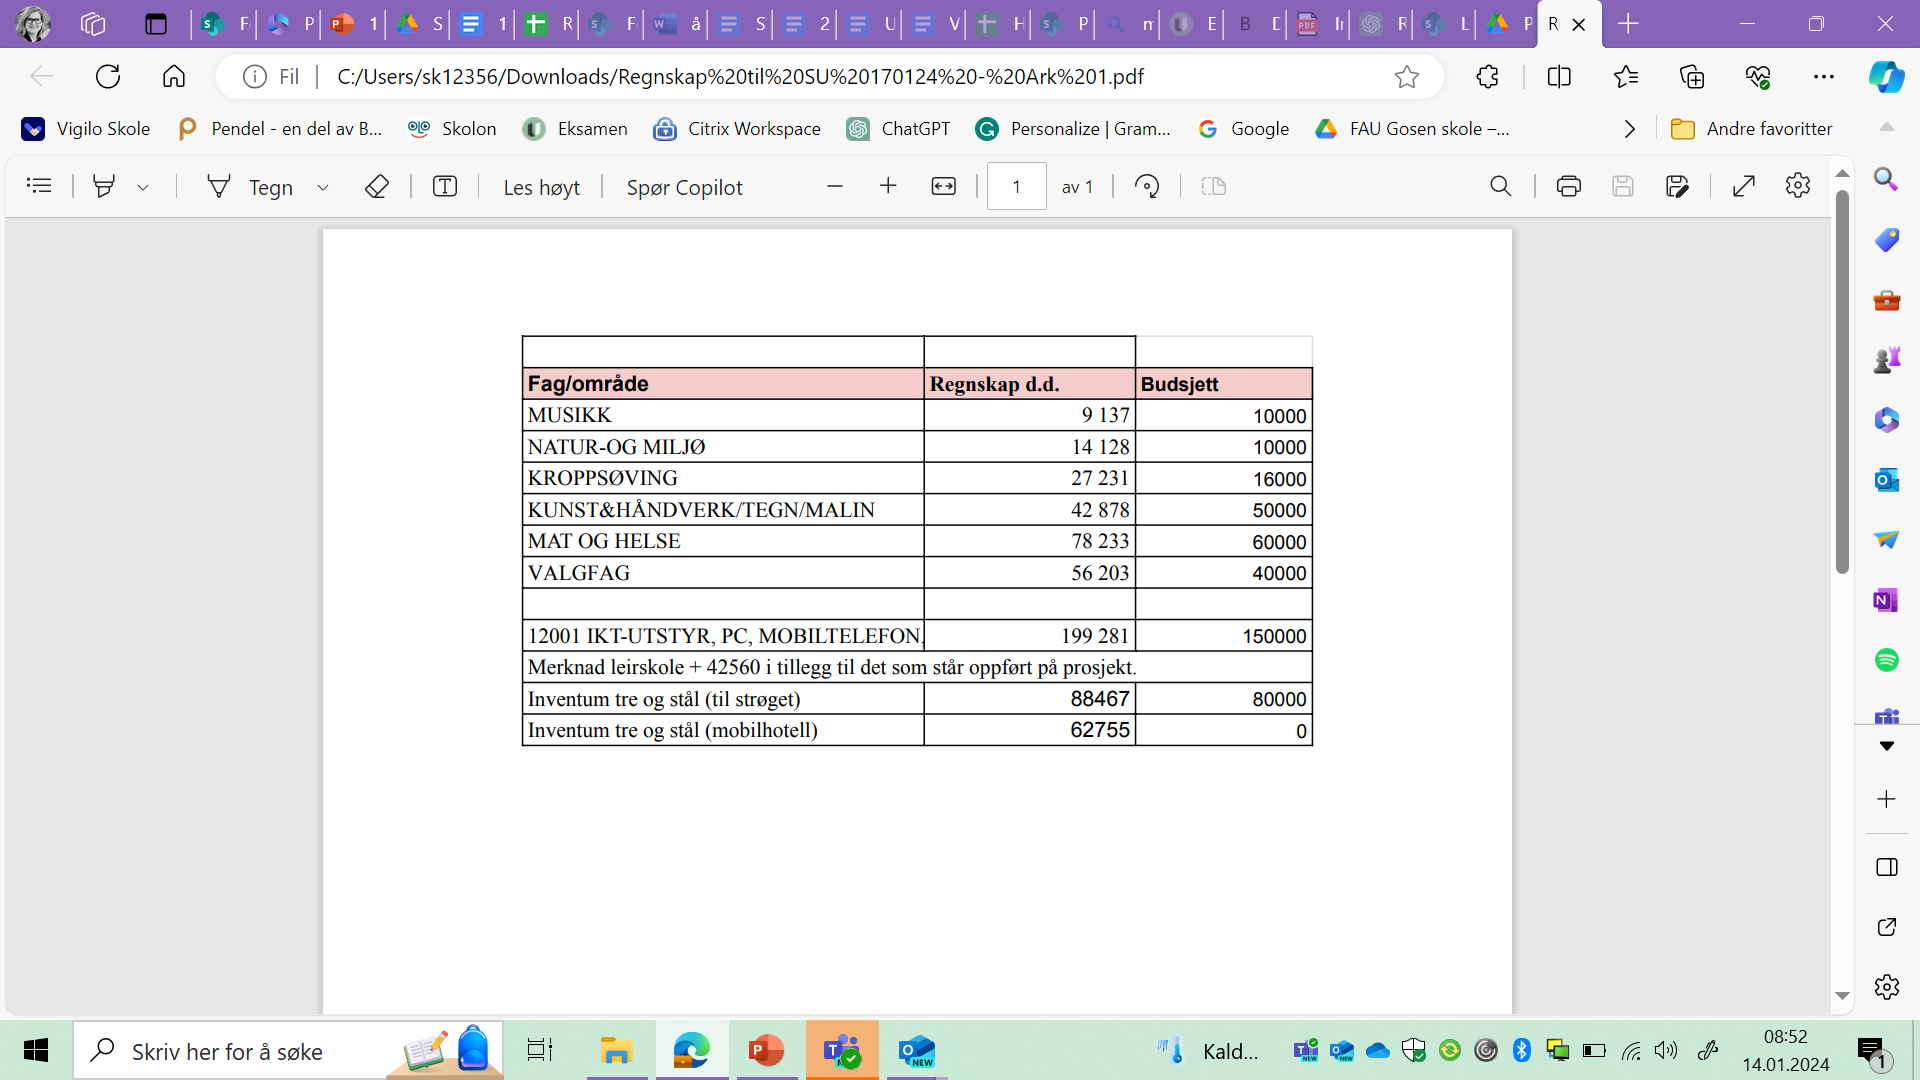 F P 1 S 1 R F å S 2 U V H P n E D Ir R L P R
Fil C:/Users/sk12356/Downloads/Regnskap%20til%20SU%20170124%20-%20Ark%201.pdf
Vigilo Skole Pendel - en del av B... Skolon Eksamen Citrix Workspace ChatGPT Personalize | Gram... Google FAU Gosen skole –... Andre favoritter
Tegn Les høyt Spør Copilot 1 av 1
Fag/område Regnskap d.d. Budsjett
MUSIKK 9 137 10000
NATUR-OG MILJØ 14 128 10000
KROPPSØVING 27 231 16000
KUNST&HÅNDVERK/TEGN/MALIN 42 878 50000
MAT OG HELSE 78 233 60000
VALGFAG 56 203 40000
12001 IKT-UTSTYR, PC, MOBILTELEFON, 199 281 150000
Merknad leirskole + 42560 i tillegg til det som står oppført på prosjekt.
Inventum tre og stål (til strøget) 88467 80000
Inventum tre og stål (mobilhotell) 62755 0
Skriv her for å søke Kald... 08:52
14.01.2024 1